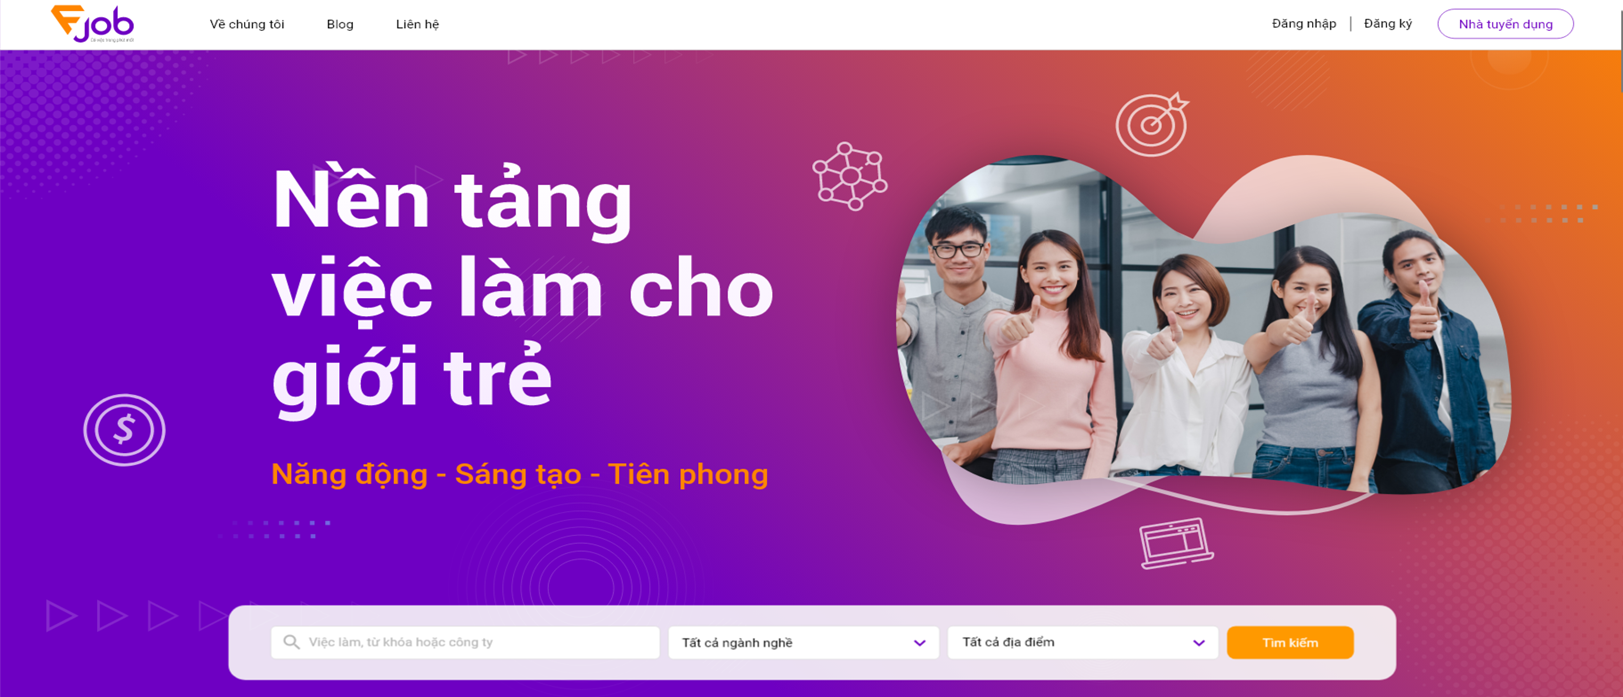 Fjob
Về chúng tôi
Blog
Liên hệ
Đăng nhập | Đăng ký
Nhà tuyển dụng
Nền tảng
việc làm cho
giới trẻ
Năng động - Sáng tạo - Tiên phong
$
Việc làm, từ khóa hoặc công ty
Tất cả ngành nghề
Tất cả địa điểm
Tìm kiếm